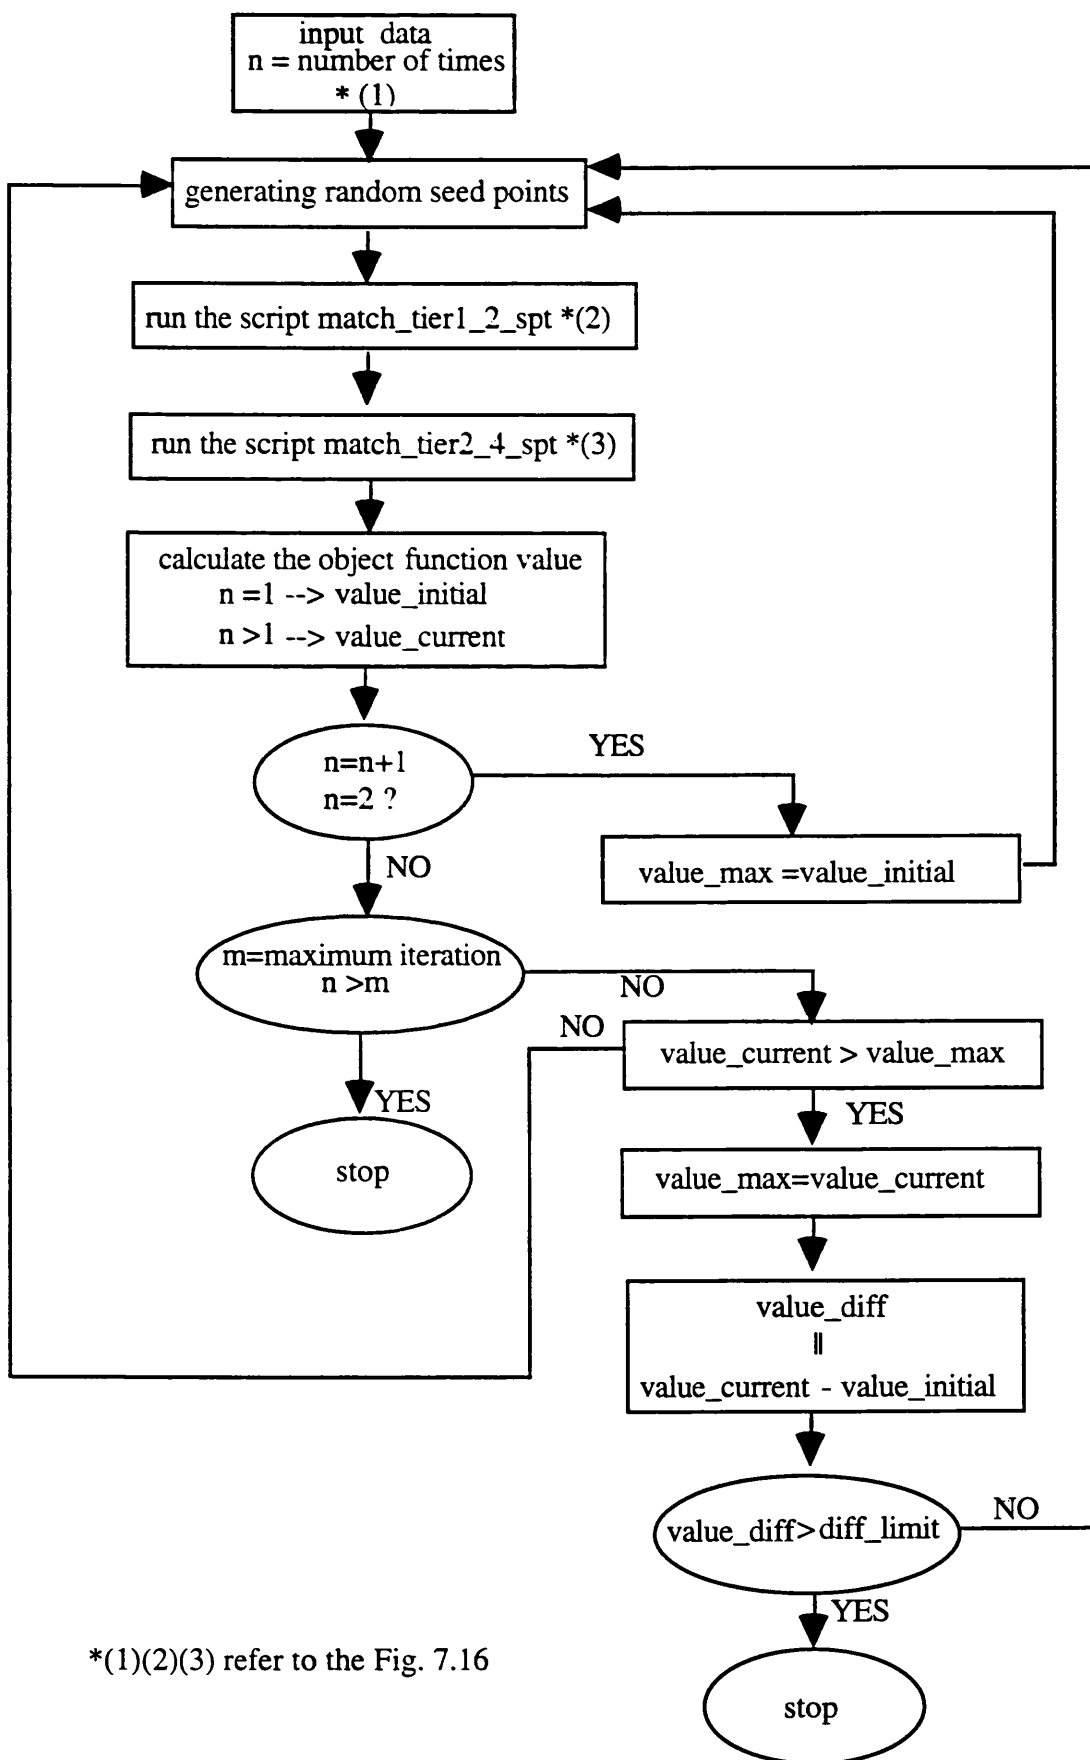 input data
n = number of times
* (1)
generating random seed points
run the script match_tier1_2_spt *(2)
run the script match_tier2_4_spt *(3)
calculate the object function value
n =1 --> value_initial
n >1 --> value_current
n=n+1
n=2 ?
YES
value_max =value_initial
NO
m=maximum iteration
n >m
NO
NO
value_current > value_max
YES
YES
stop
value_max=value_current
value_diff
||
value_current - value_initial
value_diff>diff_limit
NO
YES
*(1)(2)(3) refer to the Fig. 7.16
stop